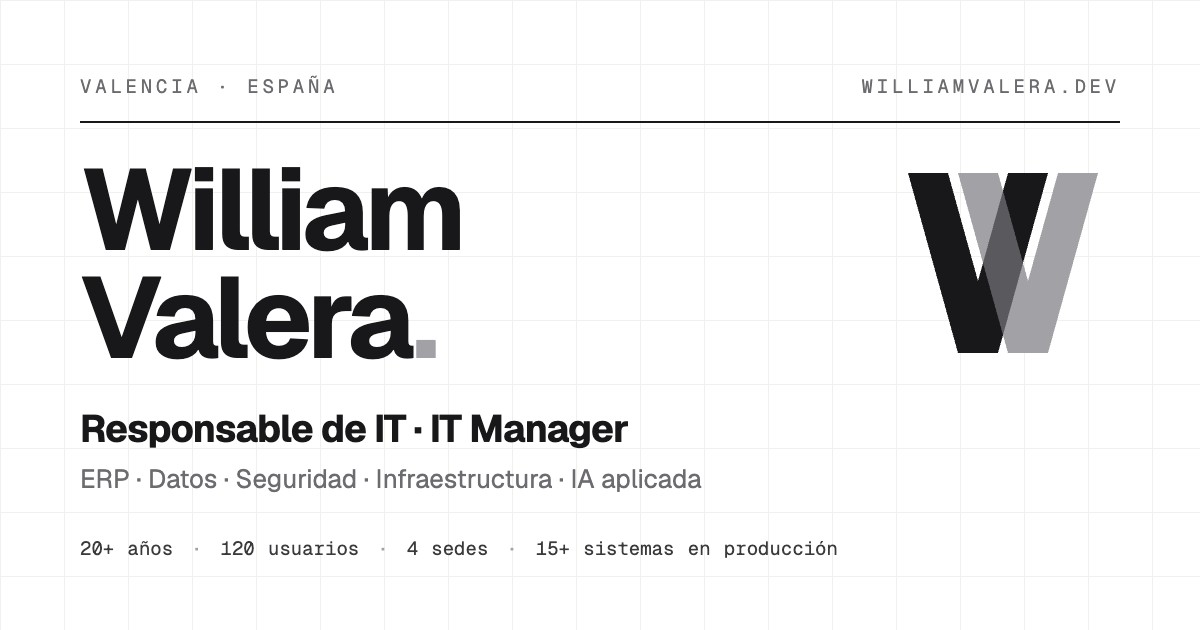 VALENCIA · ESPAÑA
WILLIAMVALERA.DEV
William
Valera.
Responsable de IT · IT Manager
ERP · Datos · Seguridad · Infraestructura · IA aplicada
20+ años · 120 usuarios · 4 sedes · 15+ sistemas en producción